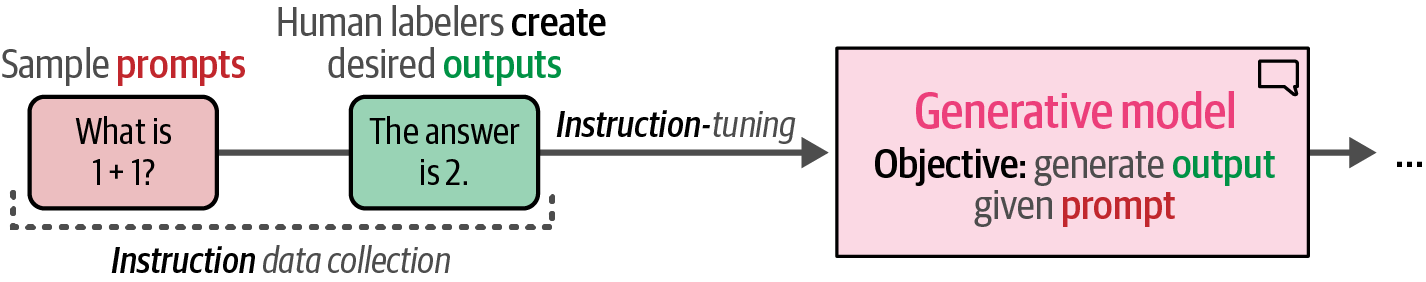 Human labelers create
Sample prompts
desired outputs
What is
1 + 1?
The answer
is 2.
Instruction-tuning
Generative model
Objective: generate output
given prompt
...
Instruction data collection